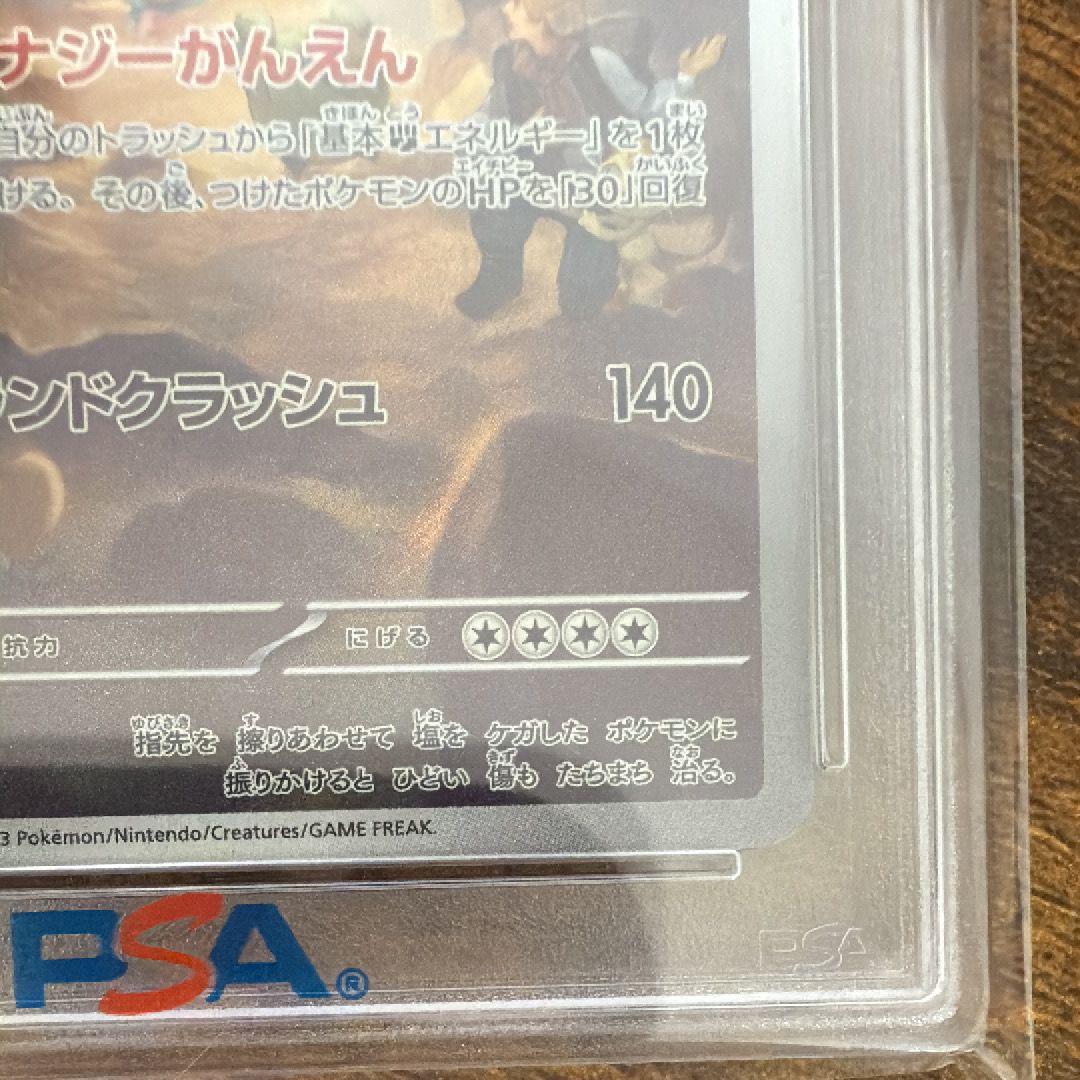 ナジーがんえん
自分のトラッシュから「基本闘エネルギー」を1枚
ける。その後、つけたポケモンのHPを「30」回復
ランドクラッシュ 140
抗力 にげる
指先を 擦りあわせて 塩を ケガした ポケモンに
振りかけると ひどい 傷も たちまち 治る。
3 Pokémon/Nintendo/Creatures/GAME FREAK.
PSA®
PSA